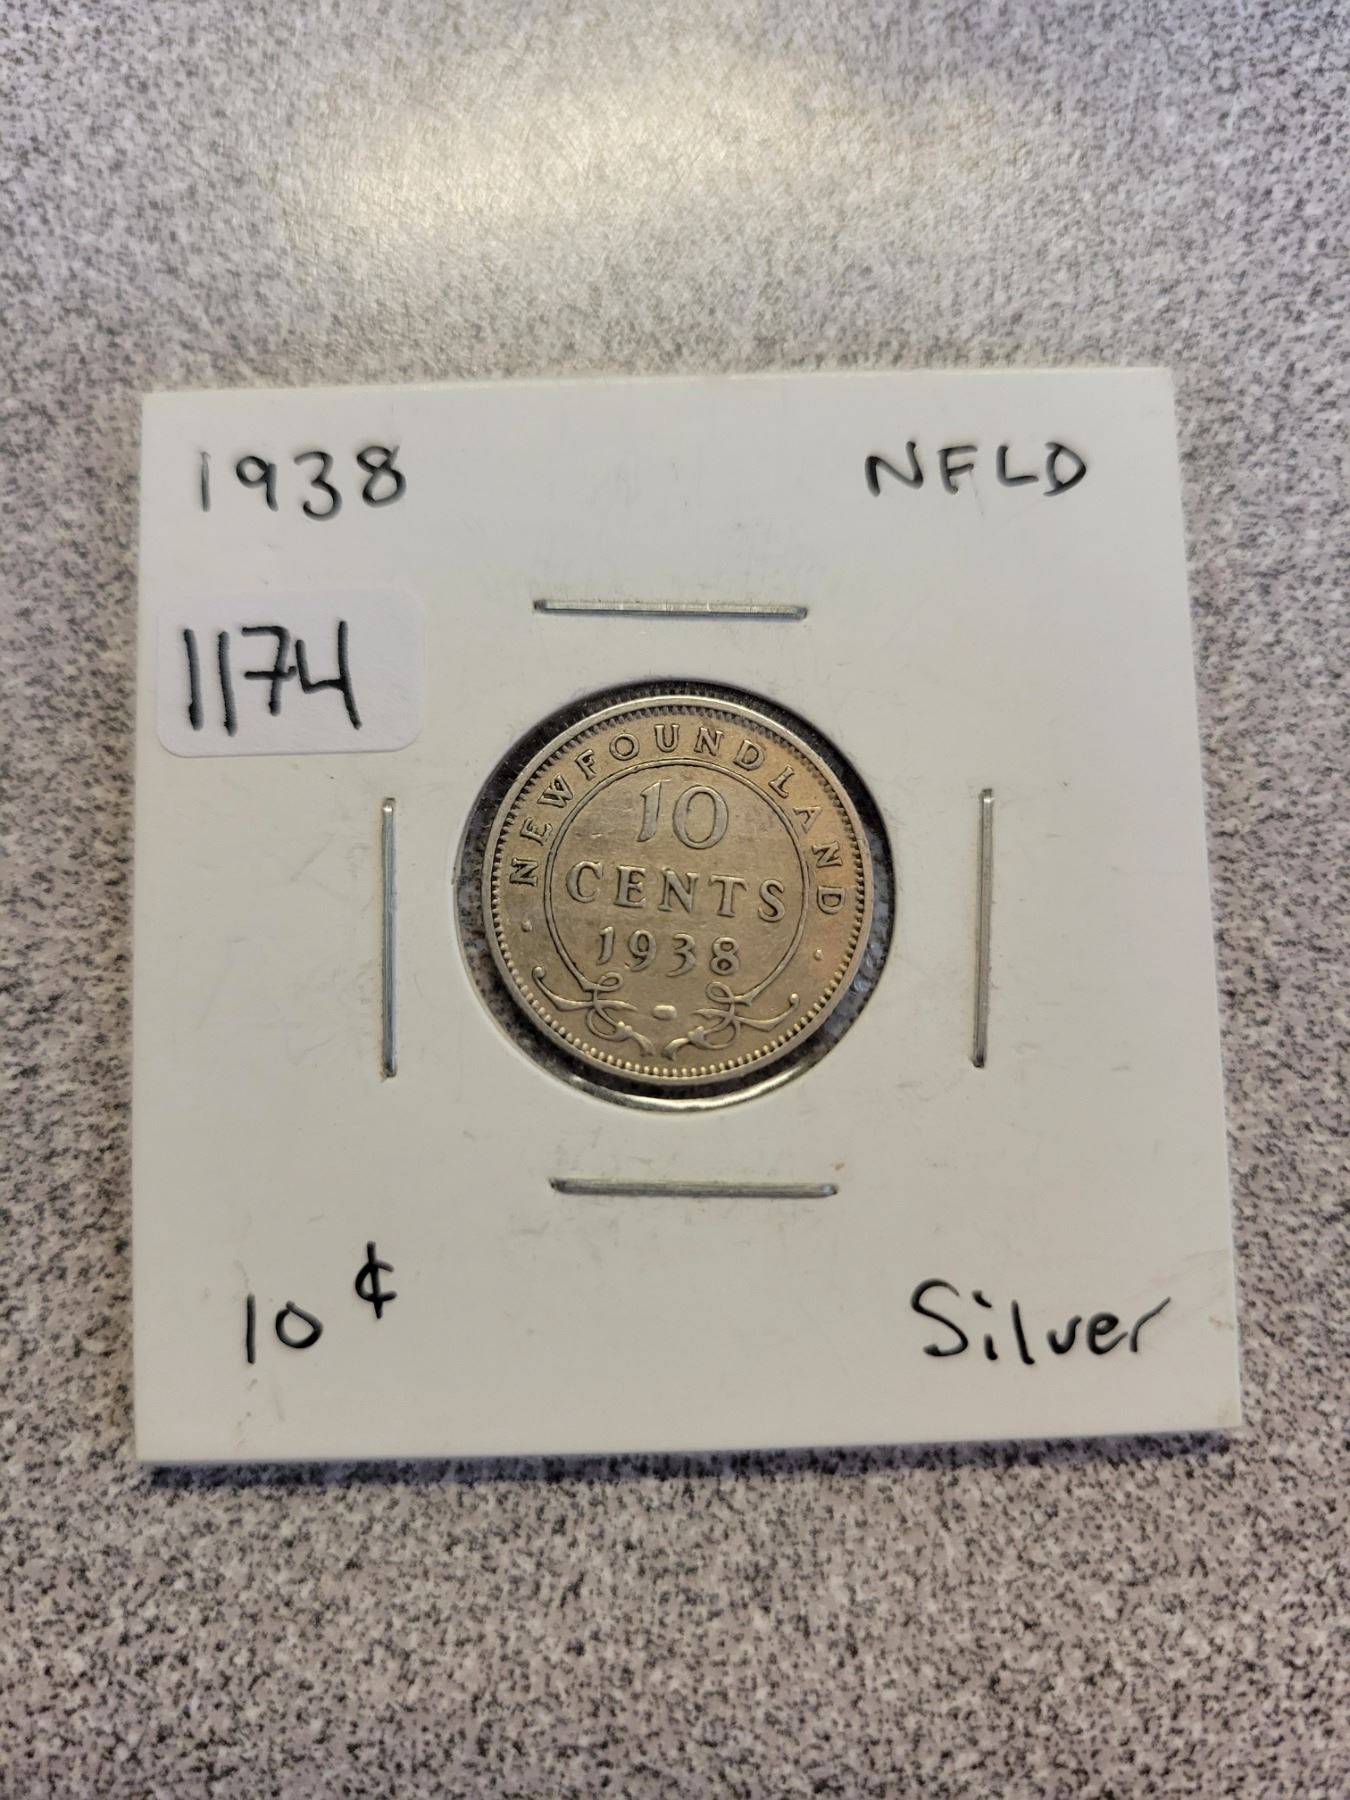 1938 NFLD
1174
NEWFOUNDLAND
10
CENTS
1938
10¢ Silver